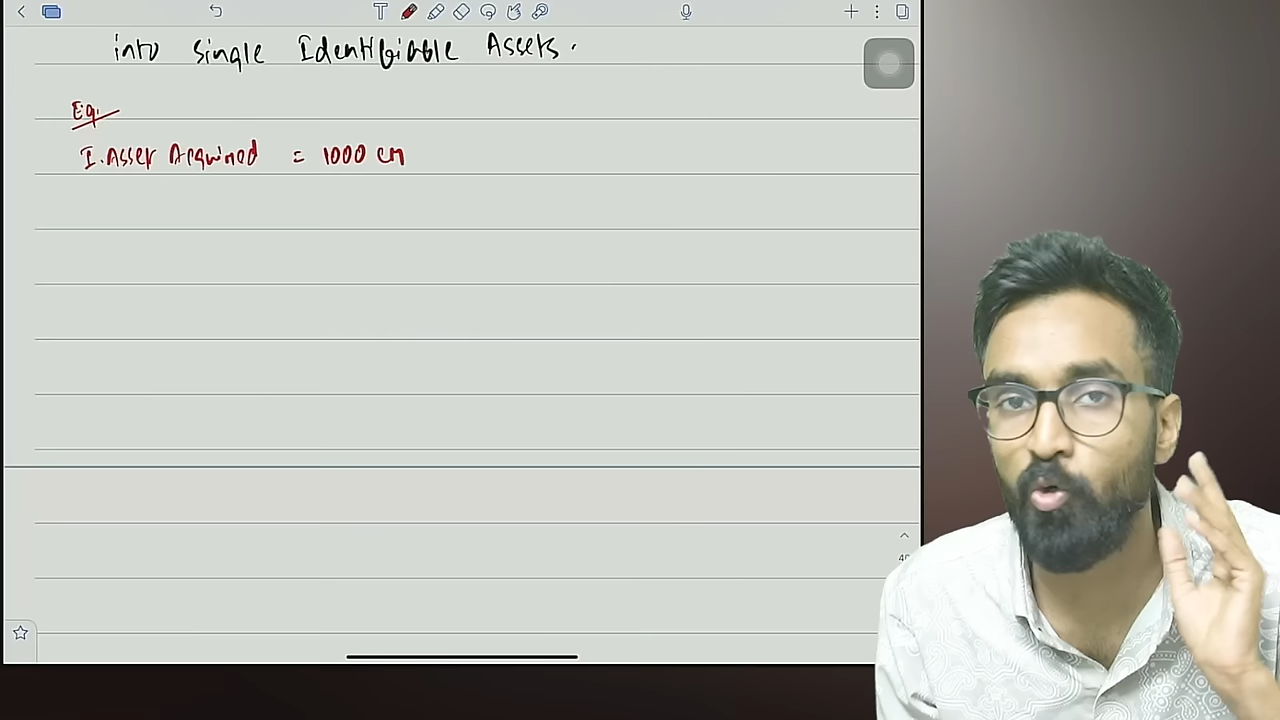 into single Identifiable Assets.
Eg.
I. Asset Acquired = 1000 cr